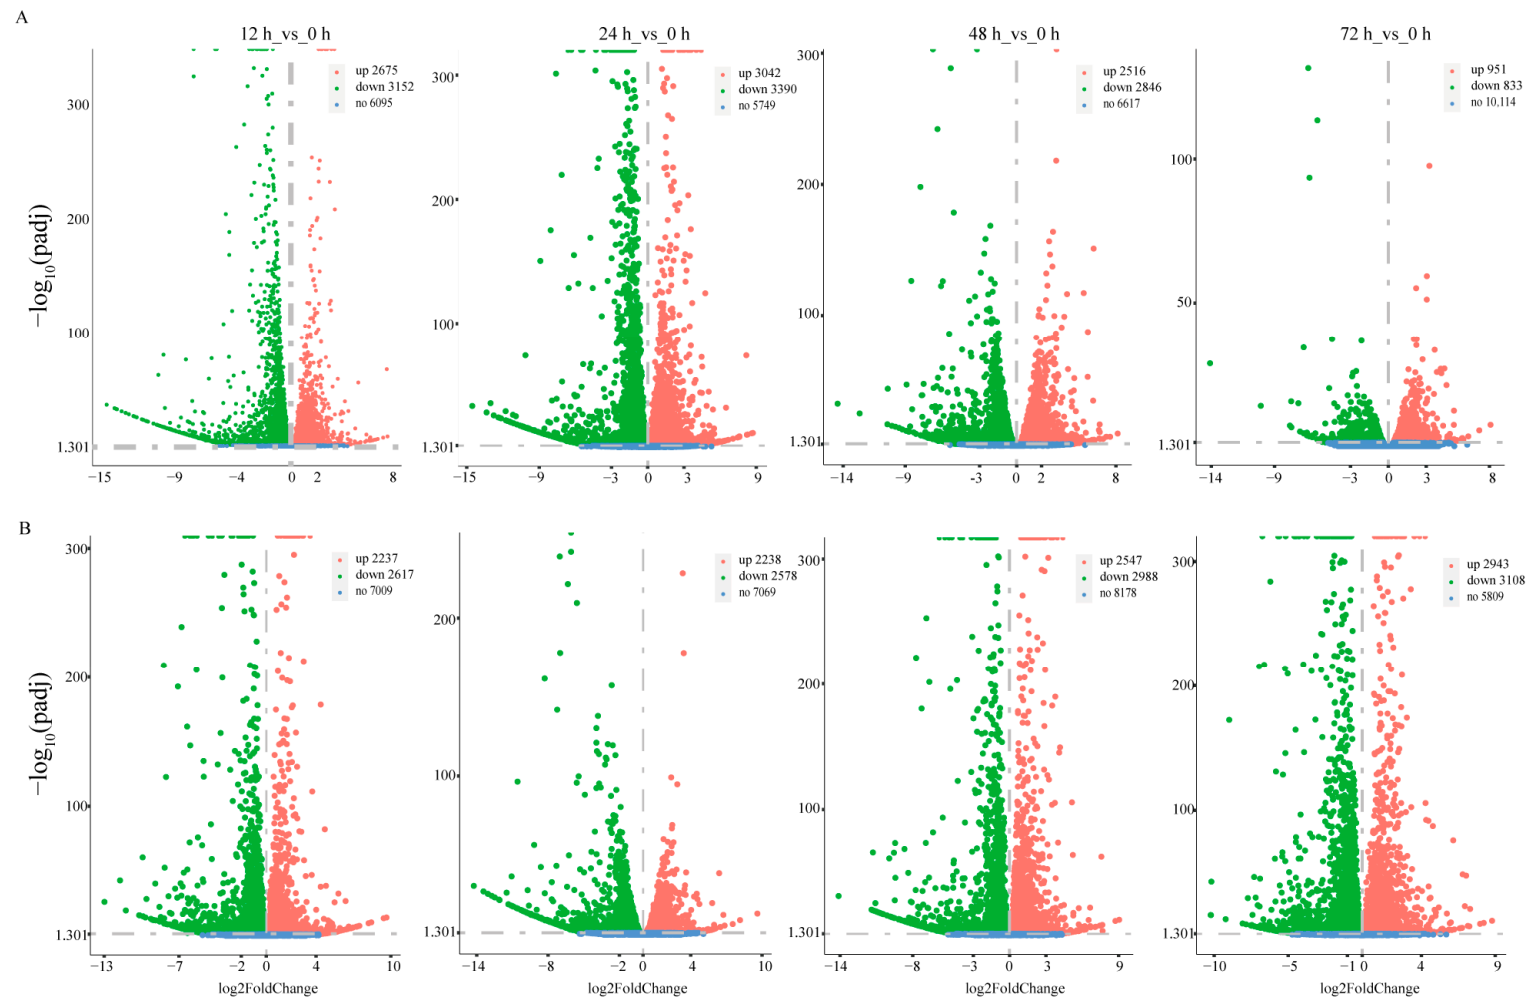 A
12 h_vs_0 h
24 h_vs_0 h
48 h_vs_0 h
72 h_vs_0 h
−log10(padj)
300
200
100
1.301
up 2675
down 3152
no 6095
−15 −9 −4 0 2 8
300
200
100
1.301
up 3042
down 3390
no 5749
−15 −9 −3 0 3 9
300
200
100
1.301
up 2516
down 2846
no 6617
−14 −9 -3 0 2 8
100
50
1.301
up 951
down 833
no 10,114
−14 −9 −3 0 3 8
B
−log10(padj)
300
200
100
1.301
up 2237
down 2617
no 7009
−13 −7 −2 0 4 10
log2FoldChange
200
100
1.301
up 2238
down 2578
no 7069
−14 −8 −2 0 4 10
log2FoldChange
300
200
100
1.301
up 2547
down 2988
no 8178
−14 −8 −3 0 3 9
log2FoldChange
300
200
100
1.301
up 2943
down 3108
no 5809
−10 −5 −1 0 4 9
log2FoldChange